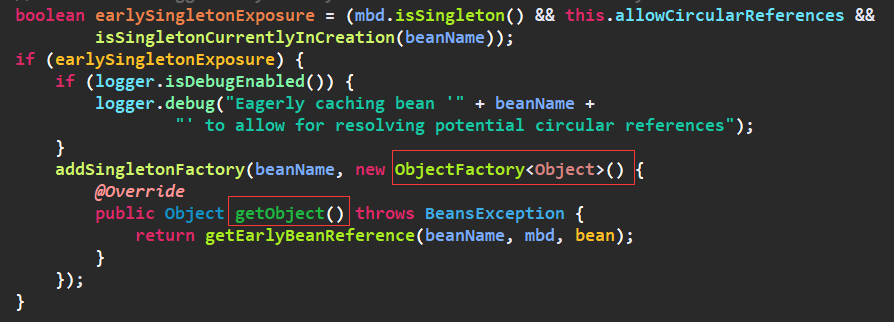 boolean earlySingletonExposure = (mbd.isSingleton() && this.allowCircularReferences &&
        isSingletonCurrentlyInCreation(beanName));
if (earlySingletonExposure) {
    if (logger.isDebugEnabled()) {
        logger.debug("Eagerly caching bean '" + beanName +
                "' to allow for resolving potential circular references");
    }
    addSingletonFactory(beanName, new ObjectFactory<Object>() {
        @Override
        public Object getObject() throws BeansException {
            return getEarlyBeanReference(beanName, mbd, bean);
        }
    });
}